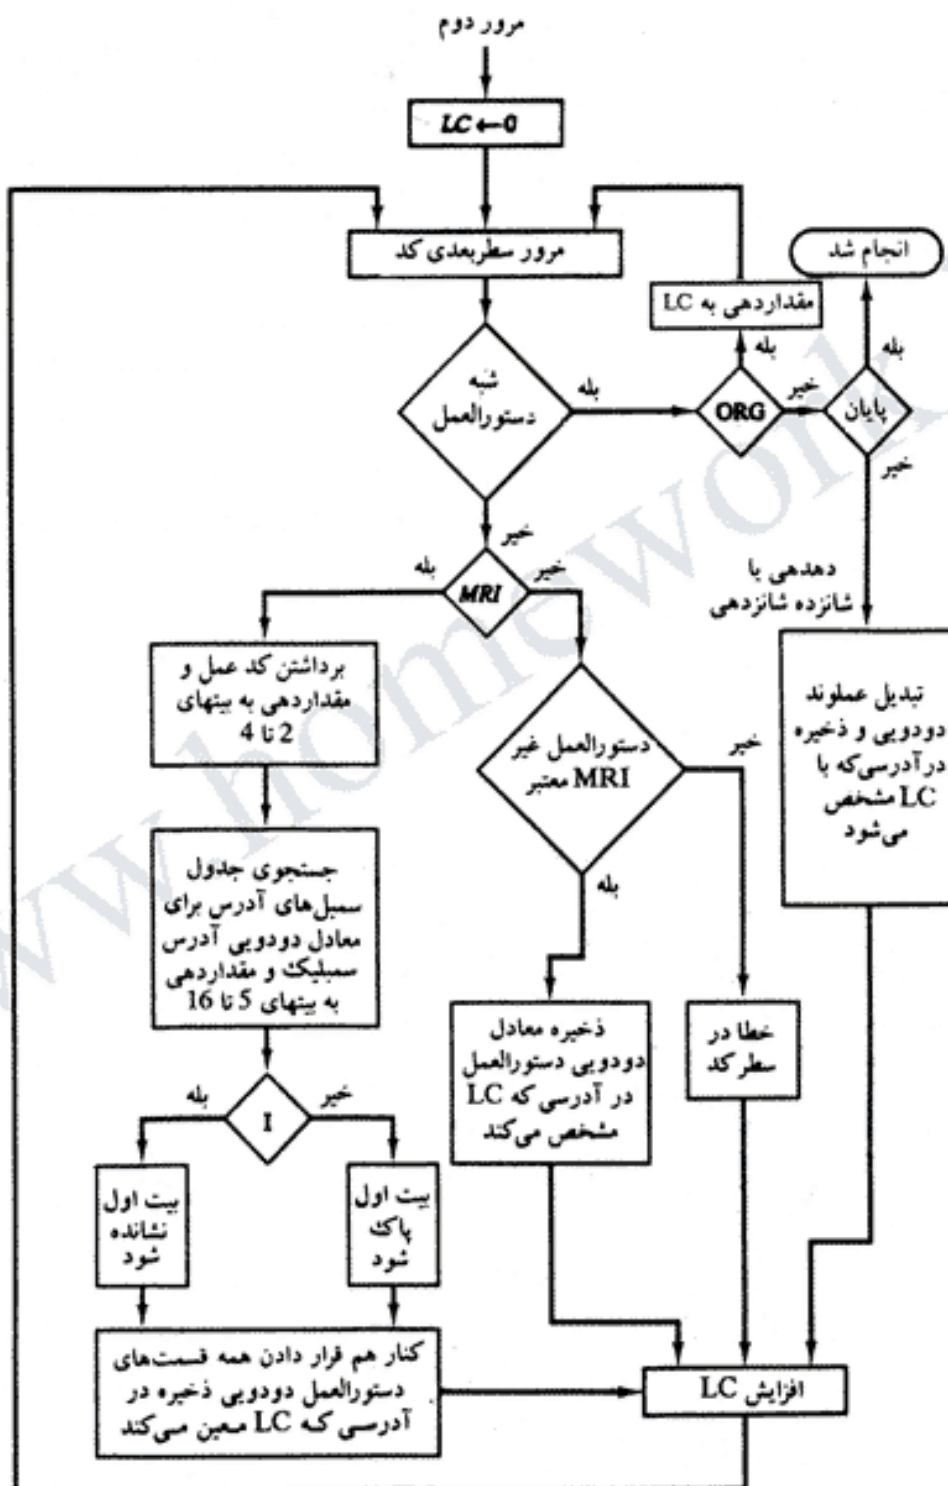 مرور دوم
LC ← 0
مرور سطربعدی کد
انجام شد
مقداردهی به LC
بله
بله
شبه
دستورالعمل
بله
ORG
خیر
پایان
خیر
خیر
بله
MRI
خیر
دهدهی با
شانزده شانزدهی
برداشتن کد عمل و
مقداردهی به بیتهای
2 تا 4
دستورالعمل غیر
MRI معتبر
خیر
بله
تبدیل عملوند
دودویی و ذخیره
درآدرسی‌که با
LC مشخص
می‌شود
جستجوی جدول
سمبل‌های آدرس برای
معادل دودویی آدرس
سمبلیک و مقداردهی
به بیتهای 5 تا 16
ذخیره معادل
دودویی دستورالعمل
در آدرسی که LC
مشخص می‌کند
خطا در
سطرکد
بله
I
خیر
بیت اول
نشانده
شود
بیت اول
پاک
شود
کنار هم قرار دادن همه قسمت‌های
دستورالعمل دودویی ذخیره در
آدرسی که LC معین می‌کند
افزایش LC
www.homework